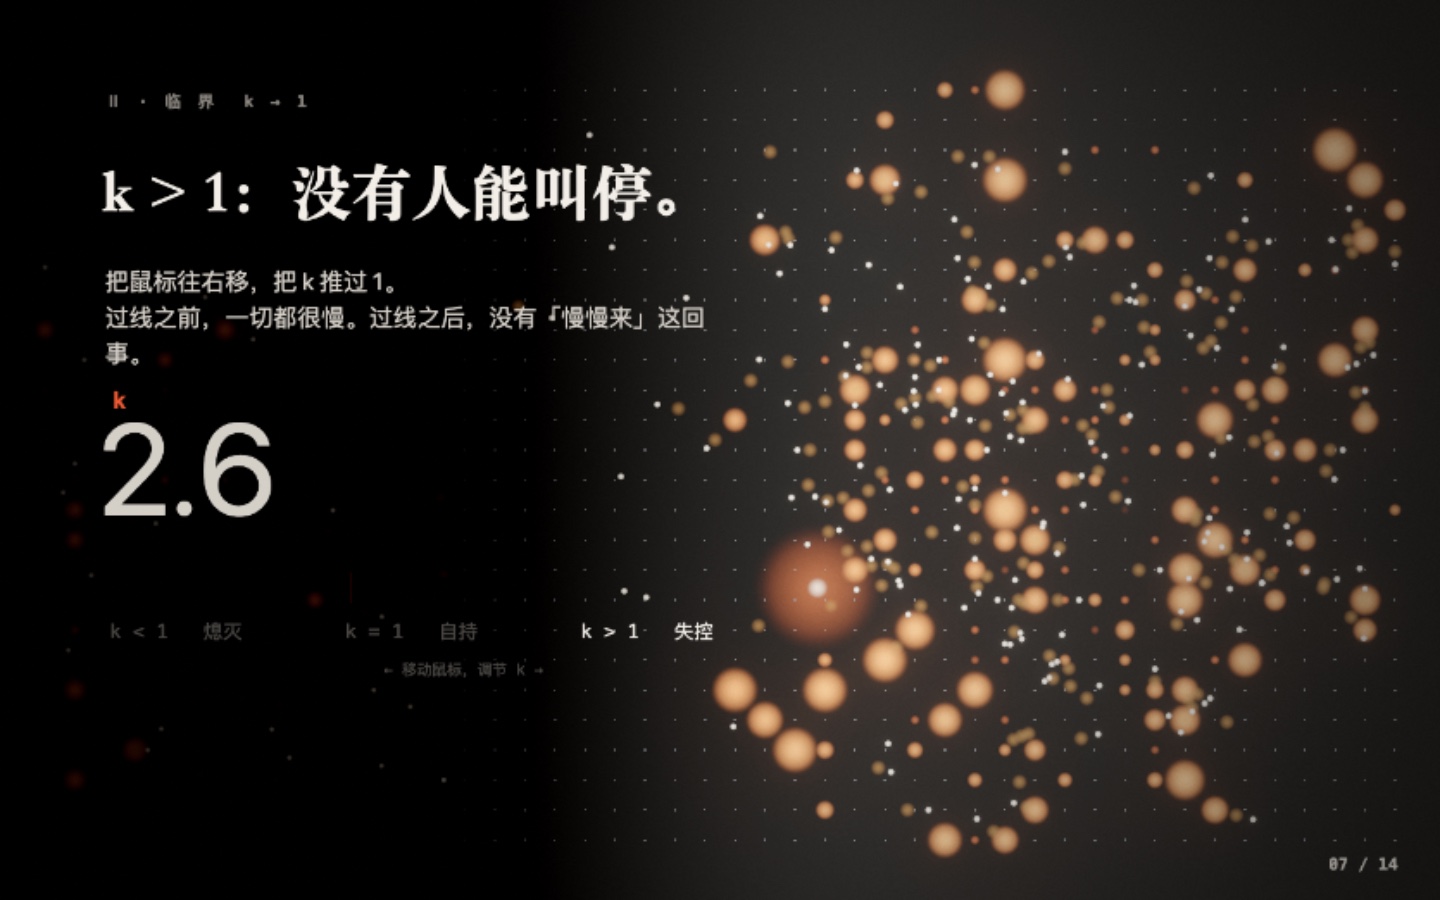 II · 临界 k → 1
k > 1：没有人能叫停。
把鼠标往右移，把 k 推过 1。
过线之前，一切都很慢。过线之后，没有「慢慢来」这回
事。
k
2.6
k < 1 熄灭 k = 1 自持 k > 1 失控
← 移动鼠标，调节 k →
07 / 14